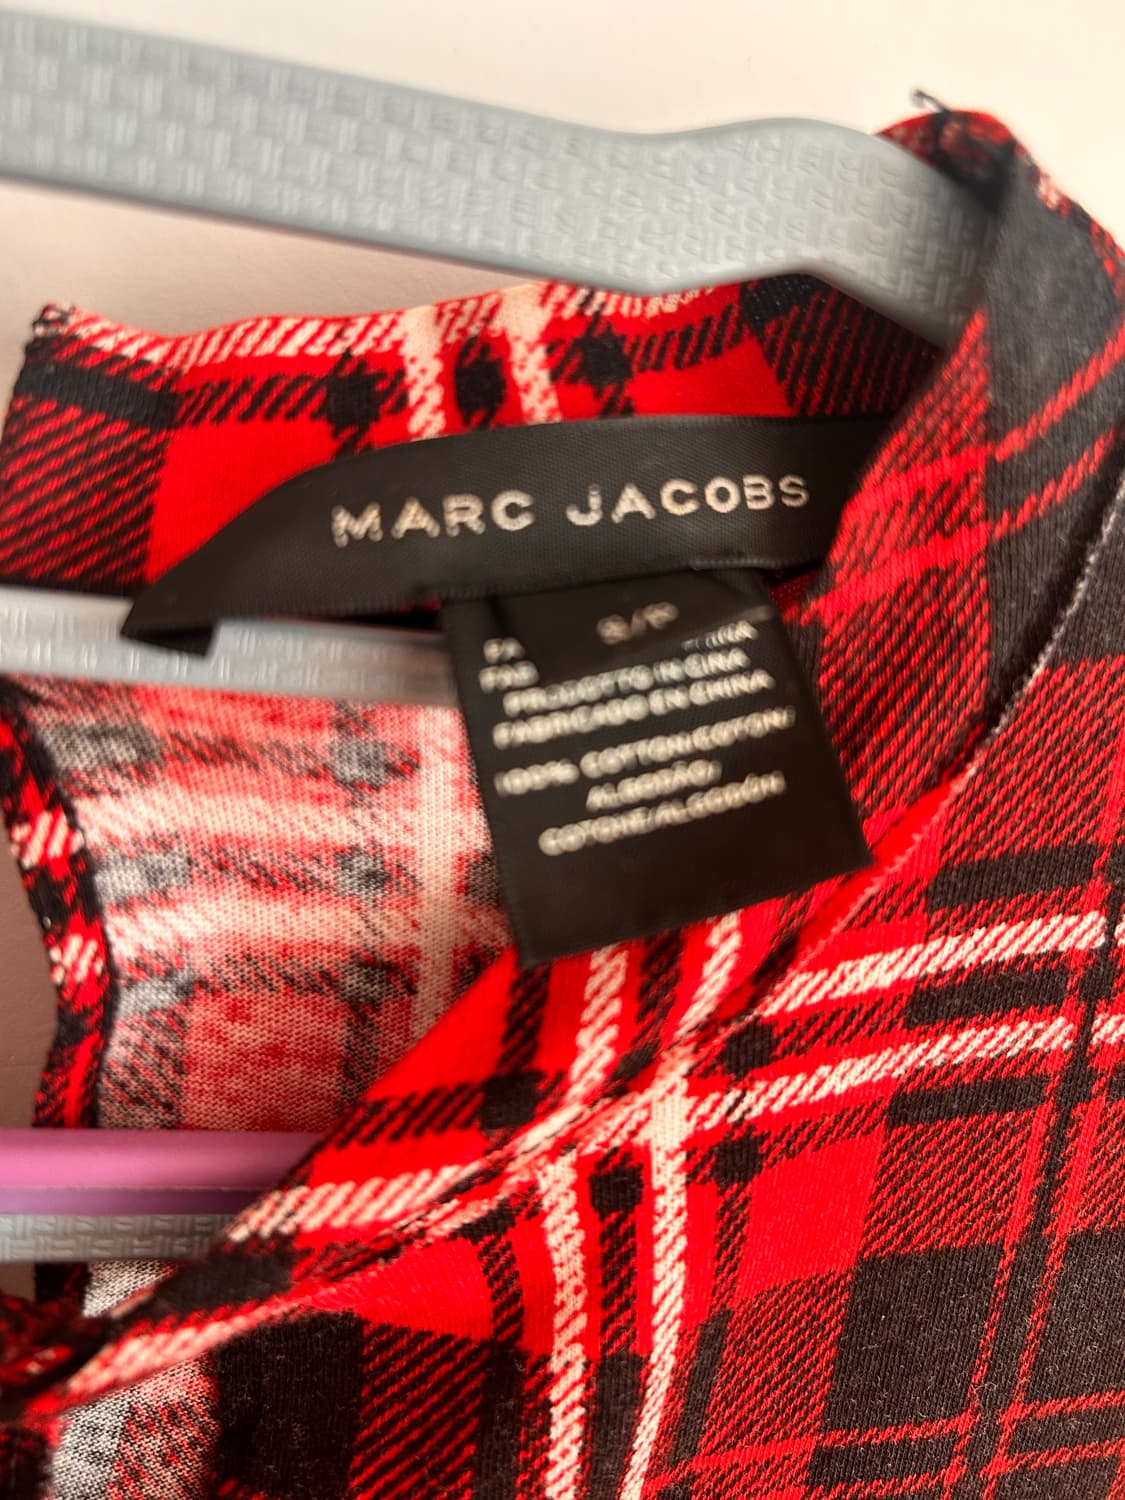 MARC JACOBS
S/P
PRODOTTO IN CINA
FABRICADO EN CHINA
100% COTTON/COTON/
ALGODÃO/
COTONE/ALGODÓN